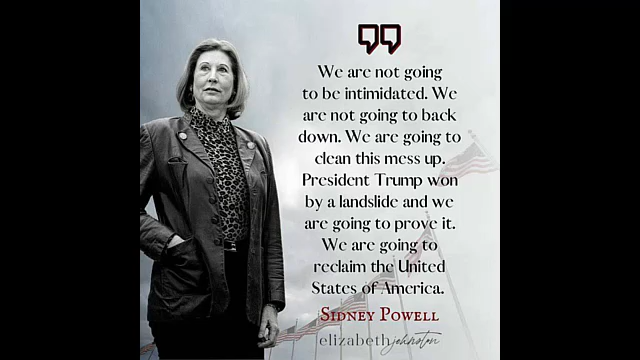 We are not going
to be intimidated. We
are not going to back
down. We are going to
clean this mess up.
President Trump won
by a landslide and we
are going to prove it.
We are going to
reclaim the United
States of America.
SIDNEY POWELL
elizabeth johnston